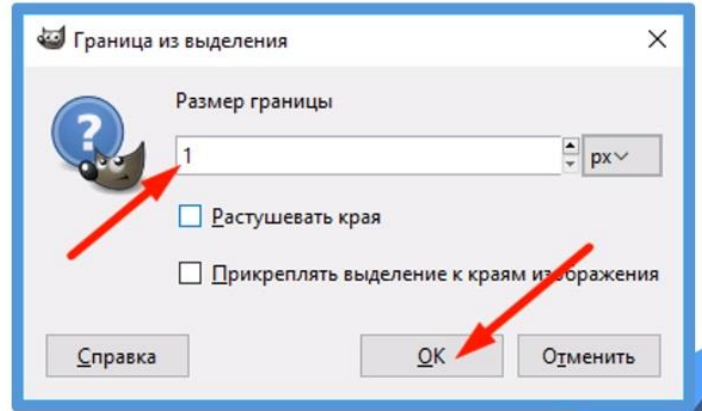 Граница из выделения
Размер границы
1
px
Растушевать края
Прикреплять выделение к краям изображения
Справка
OK
Отменить